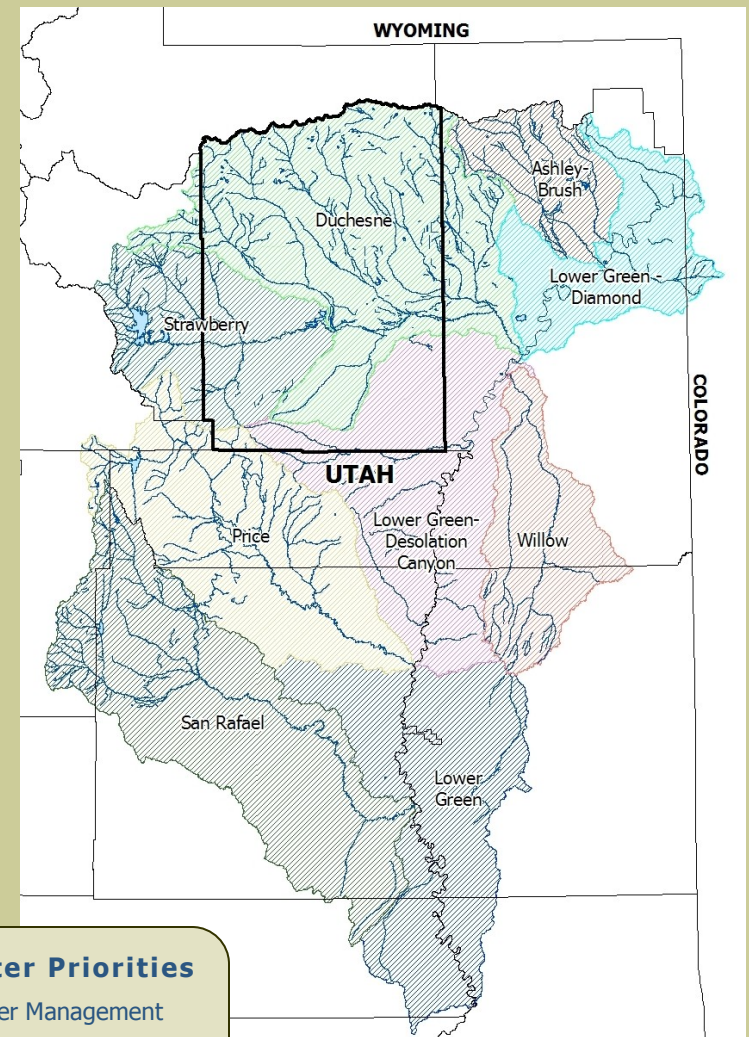 WYOMING
Ashley-
Brush
Duchesne
Lower Green -
Diamond
Strawberry
COLORADO
UTAH
Lower Green-
Desolation
Canyon
Price
Willow
San Rafael
Lower
Green
ter Priorities
er Management